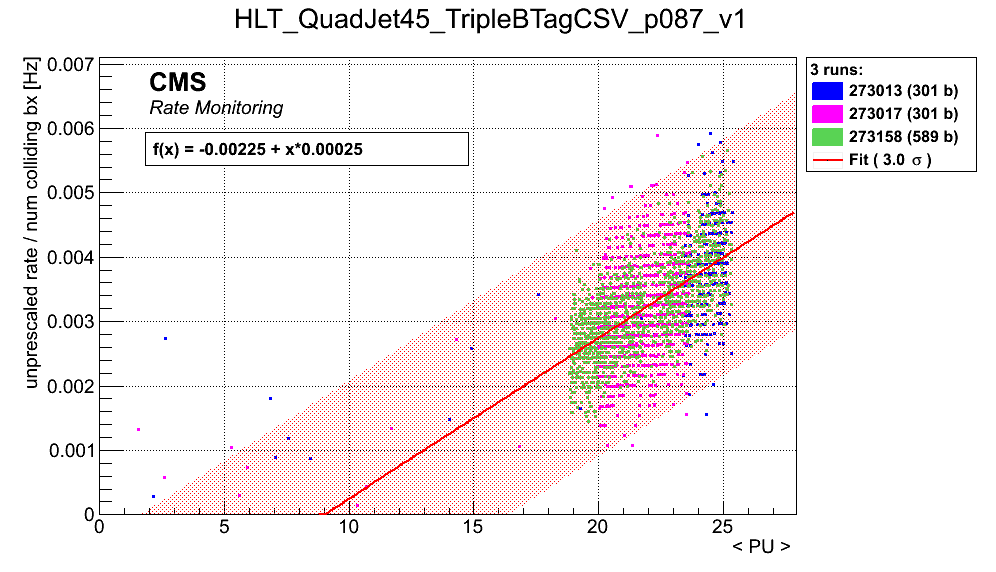 HLT_QuadJet45_TripleBTagCSV_p087_v1
unprescaled rate / num colliding bx [Hz]
0.007
0.006
0.005
0.004
0.003
0.002
0.001
0
CMS
Rate Monitoring
f(x) = -0.00225 + x*0.00025
3 runs:
273013 (301 b)
273017 (301 b)
273158 (589 b)
Fit ( 3.0 σ )
0 5 10 15 20 25
< PU >